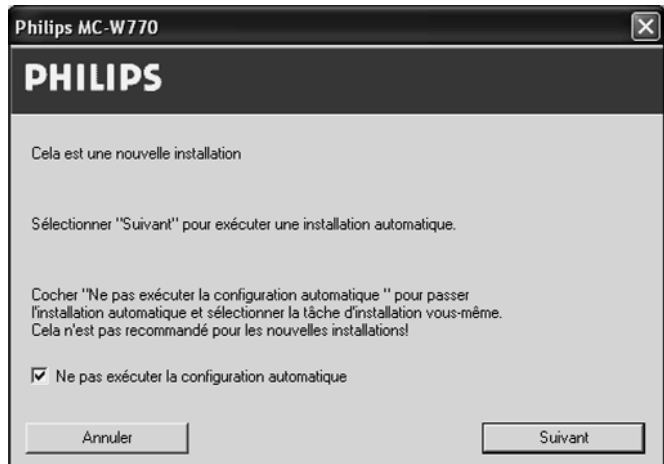 Philips MC-W770
PHILIPS
Cela est une nouvelle installation
Sélectionner "Suivant" pour exécuter une installation automatique.
Cocher "Ne pas exécuter la configuration automatique " pour passer
l'installation automatique et sélectionner la tâche d'installation vous-même.
Cela n'est pas recommandé pour les nouvelles installations!
Ne pas exécuter la configuration automatique
Annuler
Suivant